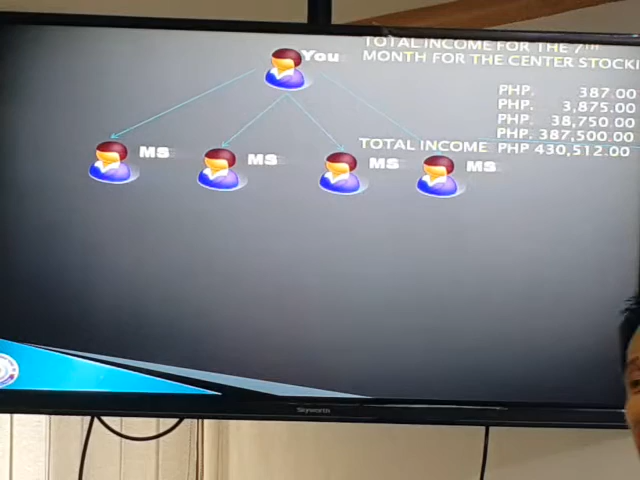 TOTAL INCOME FOR THE 7TH
MONTH FOR THE CENTER STOCKI
You
PHP. 387.00
PHP. 3,875.00
PHP. 38,750.00
PHP. 387,500.00
TOTAL INCOME PHP 430,512.00
MS
MS
MS
MS
Skyworth